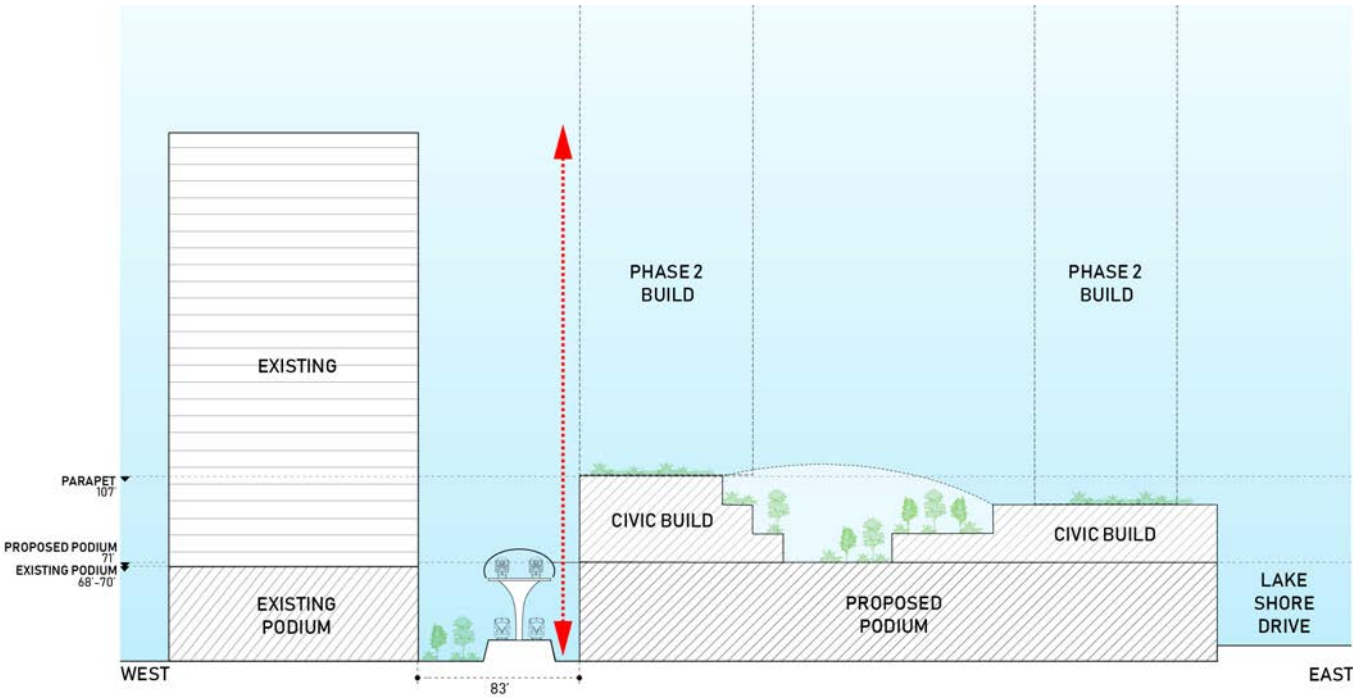 PHASE 2
BUILD
PHASE 2
BUILD
EXISTING
PARAPET
107'
CIVIC BUILD
CIVIC BUILD
PROPOSED PODIUM
71'
EXISTING PODIUM
68'-70'
EXISTING
PODIUM
PROPOSED
PODIUM
LAKE
SHORE
DRIVE
WEST
83'
EAST